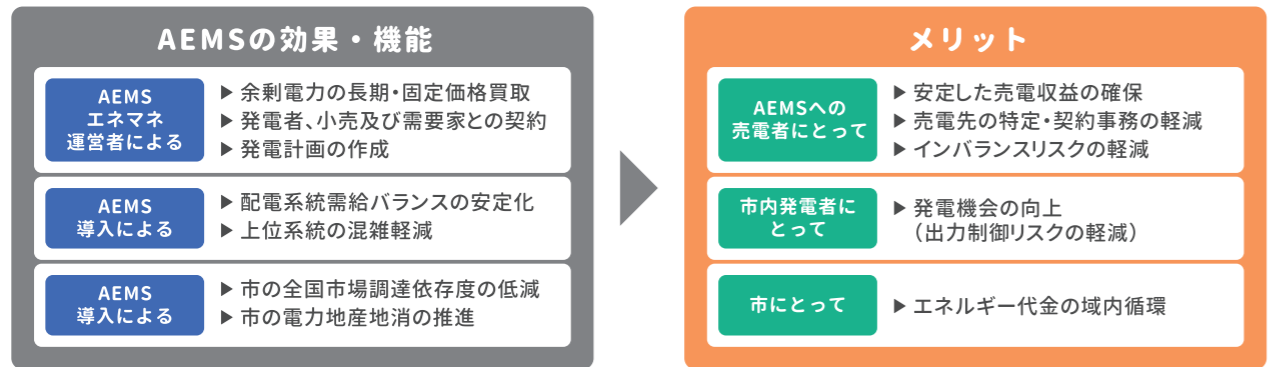 AEMSの効果・機能
AEMS
エネマネ
運営者による
▶ 余剰電力の長期・固定価格買取
▶ 発電者、小売及び需要家との契約
▶ 発電計画の作成
AEMS
導入による
▶ 配電系統需給バランスの安定化
▶ 上位系統の混雑軽減
AEMS
導入による
▶ 市の全国市場調達依存度の低減
▶ 市の電力地産地消の推進
メリット
AEMSへの
売電者にとって
▶ 安定した売電収益の確保
▶ 売電先の特定・契約事務の軽減
▶ インバランスリスクの軽減
市内発電者に
とって
▶ 発電機会の向上
（出力制御リスクの軽減）
市にとって
▶ エネルギー代金の域内循環